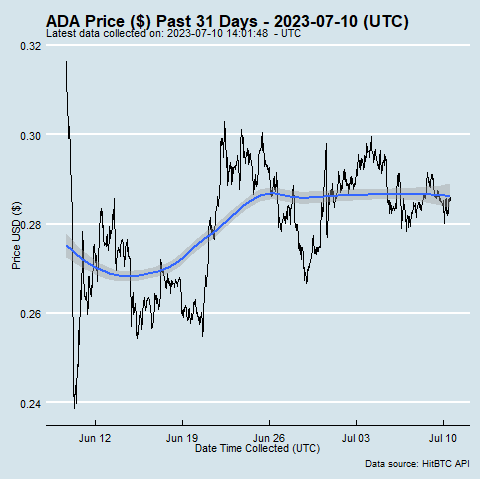 ADA Price ($) Past 31 Days - 2023-07-10 (UTC)
Latest data collected on: 2023-07-10 14:01:48  - UTC
0.32
0.30
0.28
0.26
0.24
Price USD ($)
Jun 12
Jun 19
Jun 26
Jul 03
Jul 10
Date Time Collected (UTC)
Data source: HitBTC API